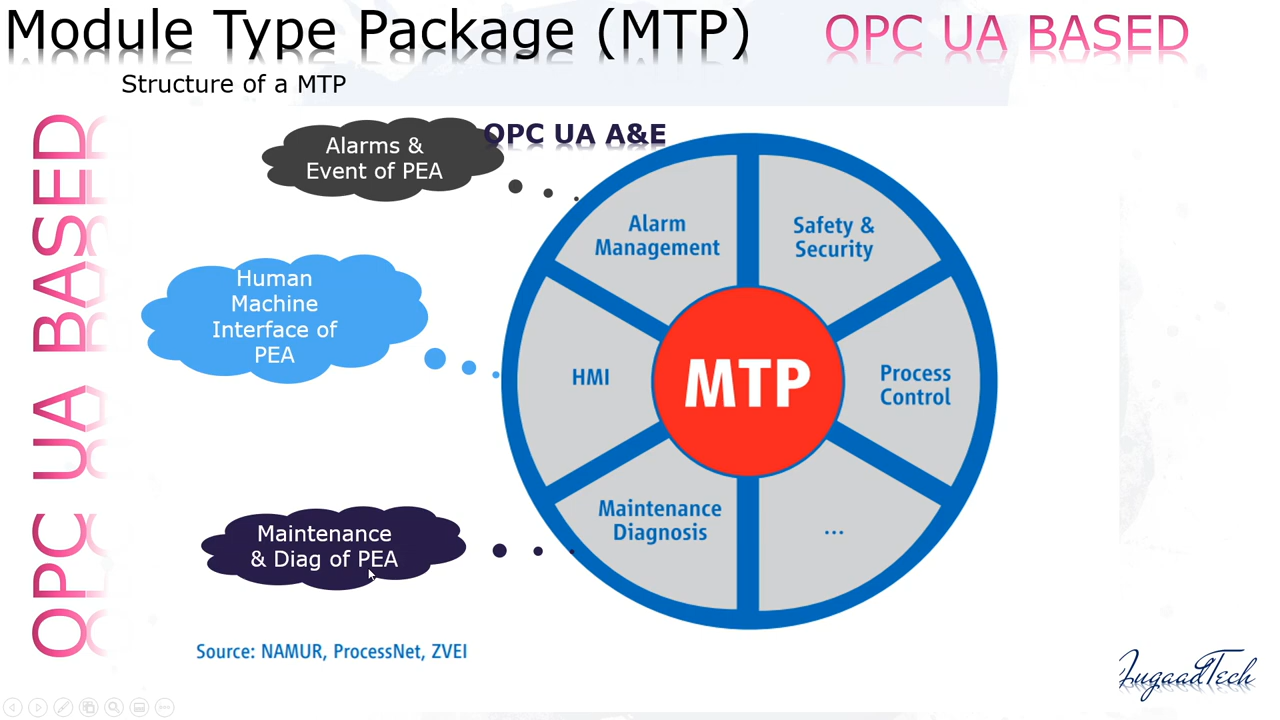 Module Type Package (MTP)
OPC UA BASED
Structure of a MTP
OPC UA BASED
Alarms &
Event of PEA
OPC UA A&E
Human
Machine
Interface of
PEA
Maintenance
& Diag of PEA
Alarm
Management
Safety &
Security
HMI
MTP
Process
Control
Maintenance
Diagnosis
...
Source: NAMUR, ProcessNet, ZVEI
JugaadTech